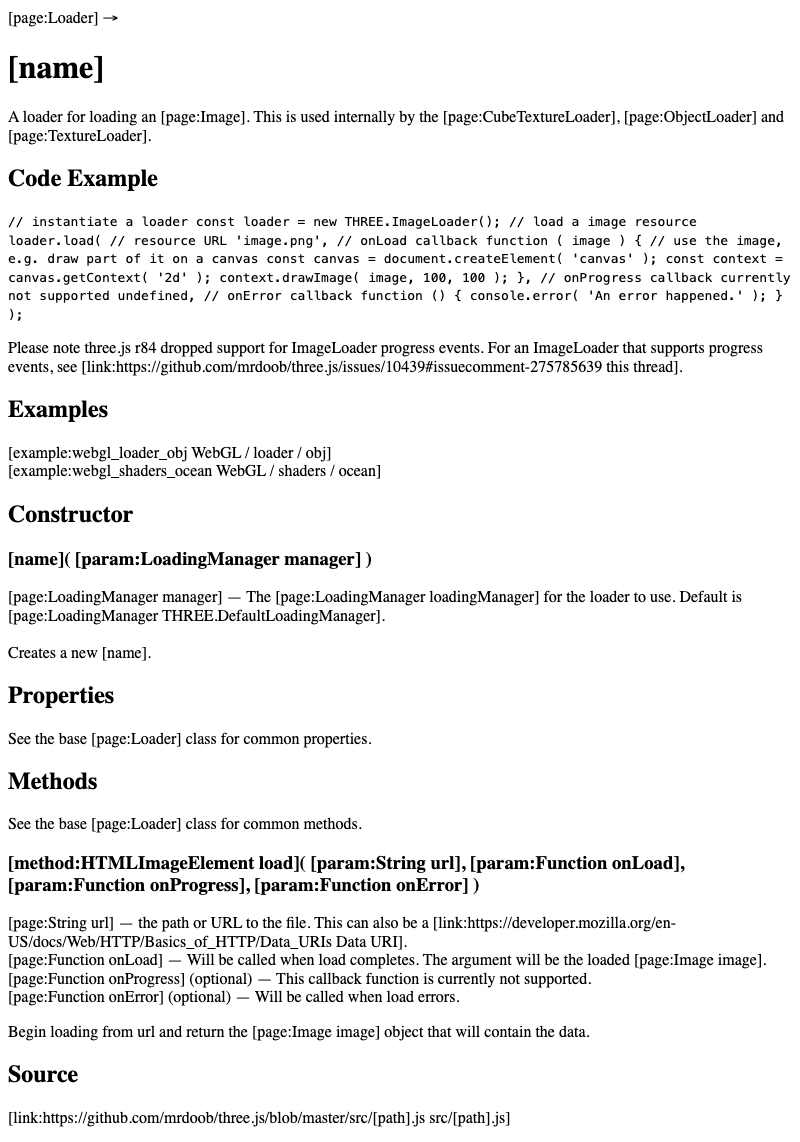 [page:Loader] →
[name]
A loader for loading an [page:Image]. This is used internally by the [page:CubeTextureLoader], [page:ObjectLoader] and
[page:TextureLoader].
Code Example
// instantiate a loader const loader = new THREE.ImageLoader(); // load a image resource
loader.load( // resource URL 'image.png', // onLoad callback function ( image ) { // use the image,
e.g. draw part of it on a canvas const canvas = document.createElement( 'canvas' ); const context =
canvas.getContext( '2d' ); context.drawImage( image, 100, 100 ); }, // onProgress callback currently
not supported undefined, // onError callback function () { console.error( 'An error happened.' ); }
);
Please note three.js r84 dropped support for ImageLoader progress events. For an ImageLoader that supports progress
events, see [link:https://github.com/mrdoob/three.js/issues/10439#issuecomment-275785639 this thread].
Examples
[example:webgl_loader_obj WebGL / loader / obj]
[example:webgl_shaders_ocean WebGL / shaders / ocean]
Constructor
[name]( [param:LoadingManager manager] )
[page:LoadingManager manager] — The [page:LoadingManager loadingManager] for the loader to use. Default is
[page:LoadingManager THREE.DefaultLoadingManager].
Creates a new [name].
Properties
See the base [page:Loader] class for common properties.
Methods
See the base [page:Loader] class for common methods.
[method:HTMLImageElement load]( [param:String url], [param:Function onLoad],
[param:Function onProgress], [param:Function onError] )
[page:String url] — the path or URL to the file. This can also be a [link:https://developer.mozilla.org/en-
US/docs/Web/HTTP/Basics_of_HTTP/Data_URIs Data URI].
[page:Function onLoad] — Will be called when load completes. The argument will be the loaded [page:Image image].
[page:Function onProgress] (optional) — This callback function is currently not supported.
[page:Function onError] (optional) — Will be called when load errors.
Begin loading from url and return the [page:Image image] object that will contain the data.
Source
[link:https://github.com/mrdoob/three.js/blob/master/src/[path].js src/[path].js]